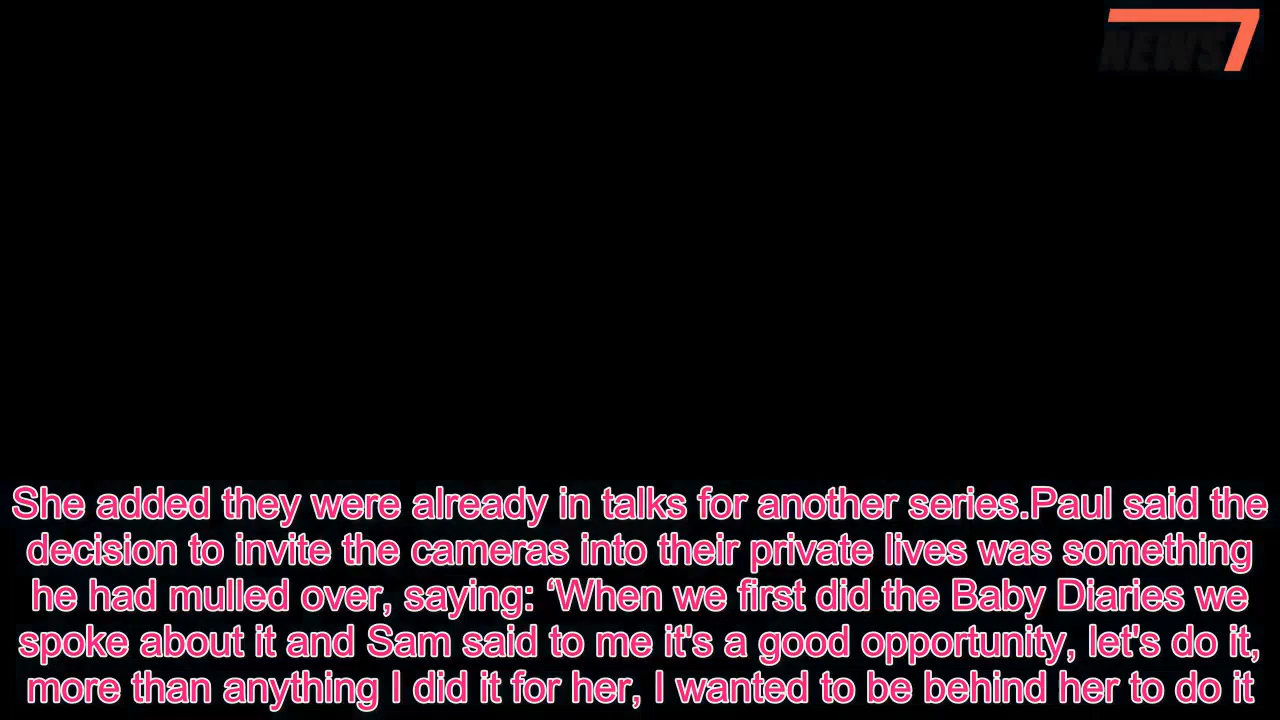 NEWS7
She added they were already in talks for another series.Paul said the
decision to invite the cameras into their private lives was something
he had mulled over, saying: ‘When we first did the Baby Diaries we
spoke about it and Sam said to me it's a good opportunity, let's do it,
more than anything I did it for her, I wanted to be behind her to do it